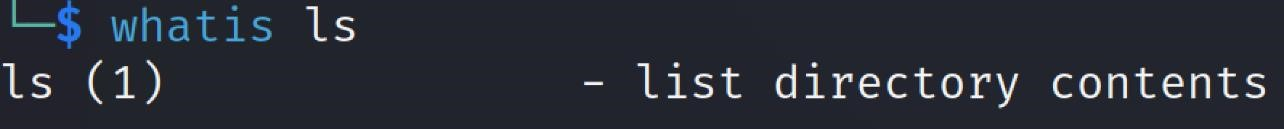 └─$ whatis ls
ls (1)               - list directory contents